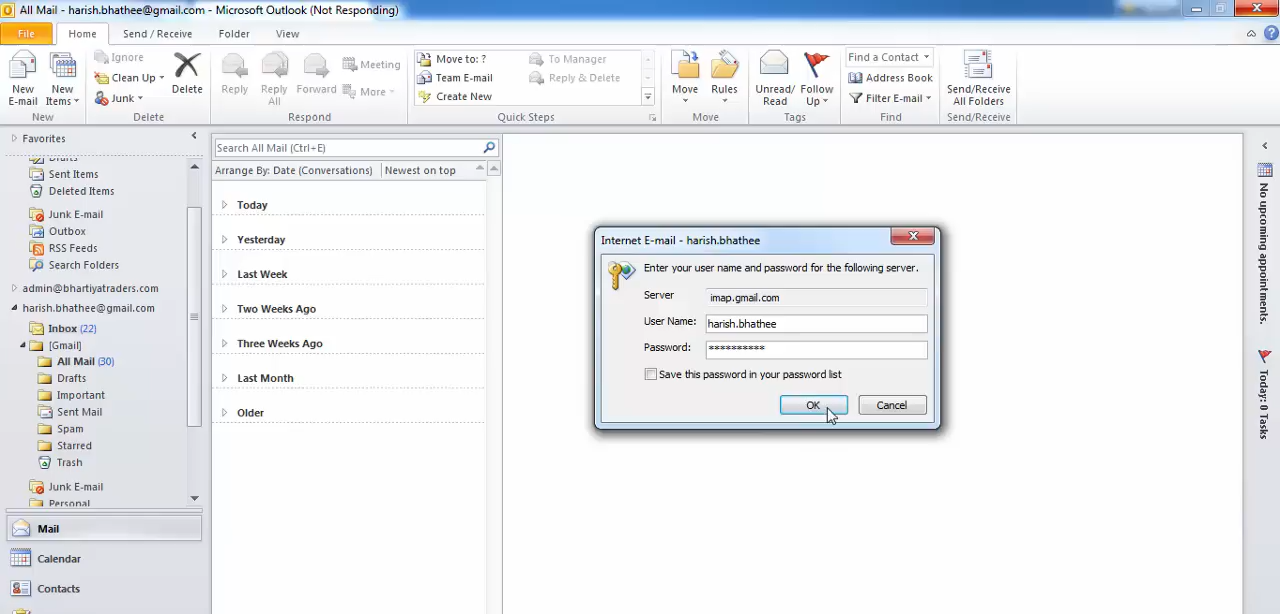 All Mail - harish.bhathee@gmail.com - Microsoft Outlook (Not Responding)
File Home Send / Receive Folder View
New E-mail
New Items
Ignore
Clean Up
Junk
Delete
Reply
Reply All
Forward
Meeting
More
Move to: ?
Team E-mail
Create New
To Manager
Reply & Delete
Move
Rules
Unread/ Read
Follow Up
Find a Contact
Address Book
Filter E-mail
Send/Receive All Folders
New Delete Respond Quick Steps Move Tags Find Send/Receive
Favorites
Drafts
Sent Items
Deleted Items
Junk E-mail
Outbox
RSS Feeds
Search Folders
admin@bhartiyatraders.com
harish.bhathee@gmail.com
Inbox (22)
[Gmail]
All Mail (30)
Drafts
Important
Sent Mail
Spam
Starred
Trash
Junk E-mail
Personal
Mail
Calendar
Contacts
Search All Mail (Ctrl+E)
Arrange By: Date (Conversations) Newest on top
Today
Yesterday
Last Week
Two Weeks Ago
Three Weeks Ago
Last Month
Older
Internet E-mail - harish.bhathee
Enter your user name and password for the following server.
Server imap.gmail.com
User Name: harish.bhathee
Password: **********
Save this password in your password list
OK Cancel
No upcoming appointments.
Today: 0 Tasks